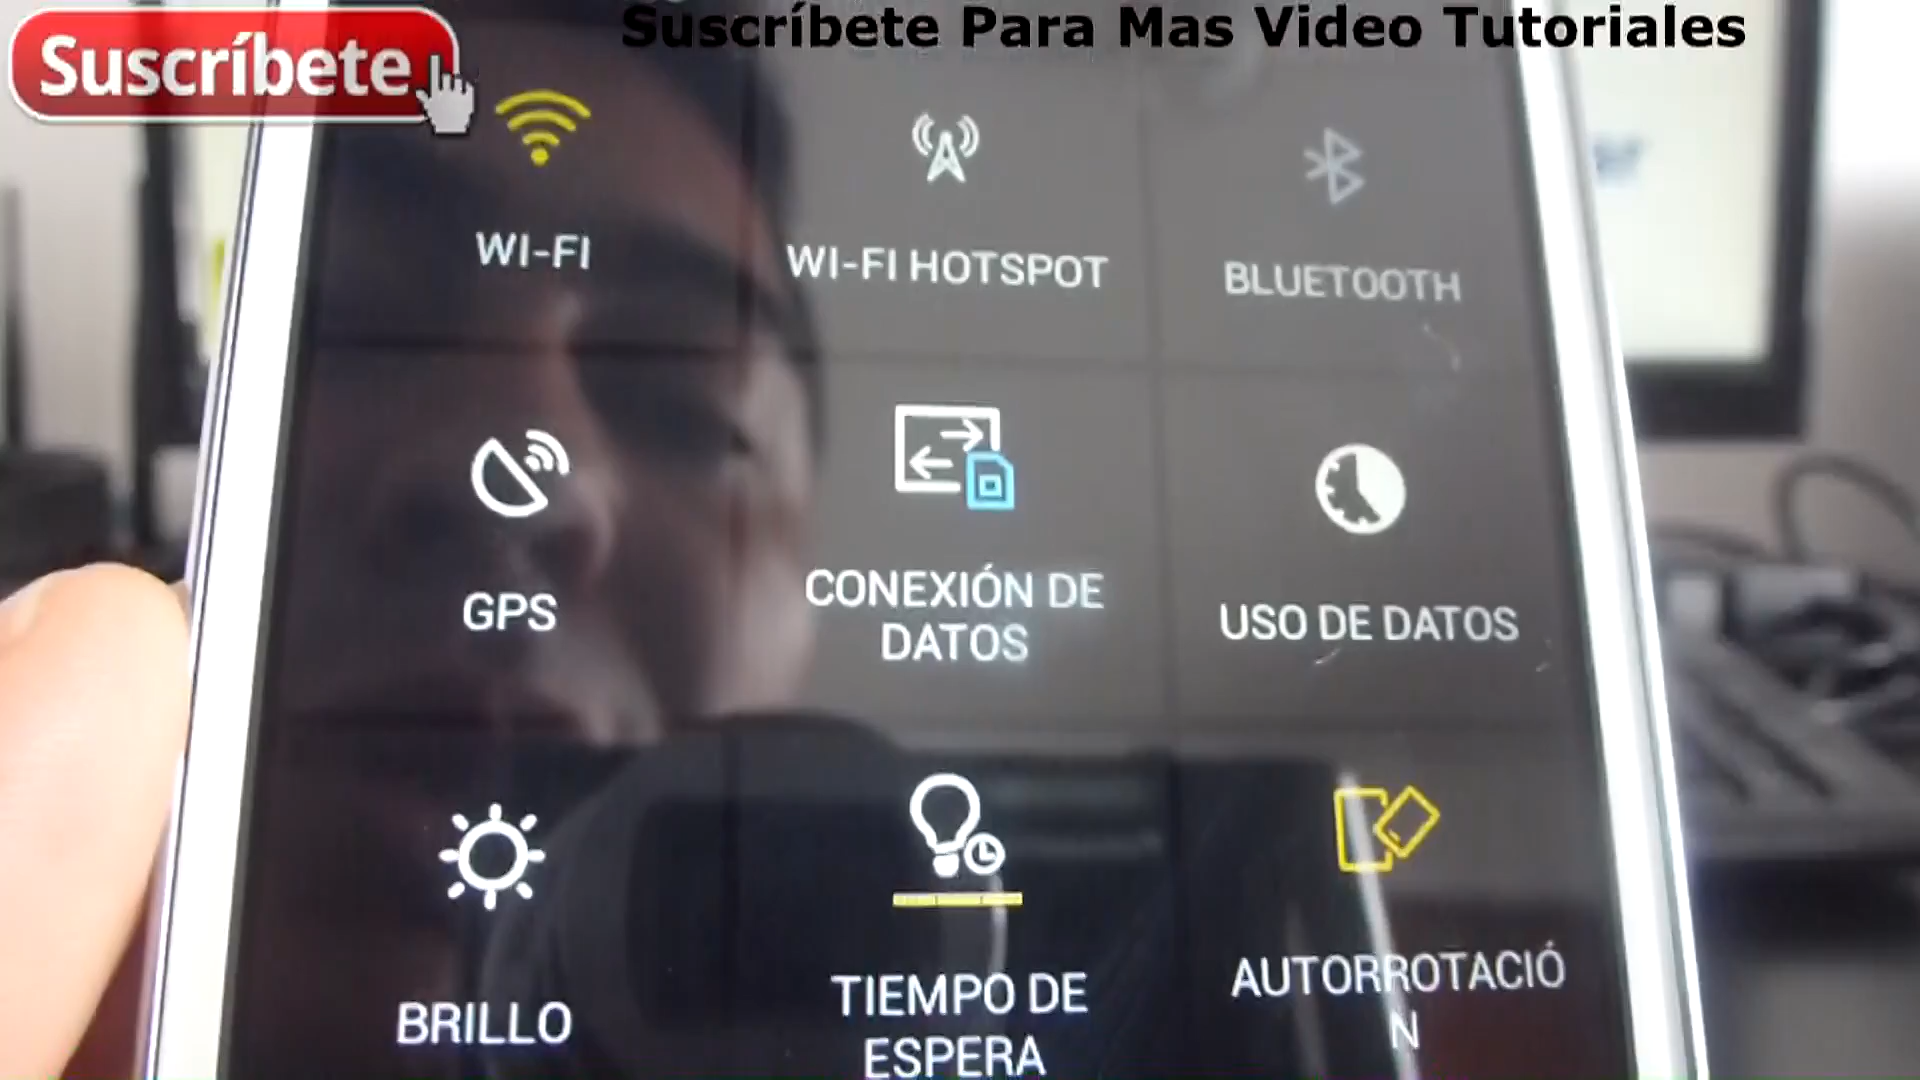 Suscríbete Para Mas Video Tutoriales
Suscríbete
WI-FI
WI-FI HOTSPOT
BLUETOOTH
GPS
CONEXIÓN DE
DATOS
USO DE DATOS
BRILLO
TIEMPO DE
ESPERA
AUTORROTACIÓ
N